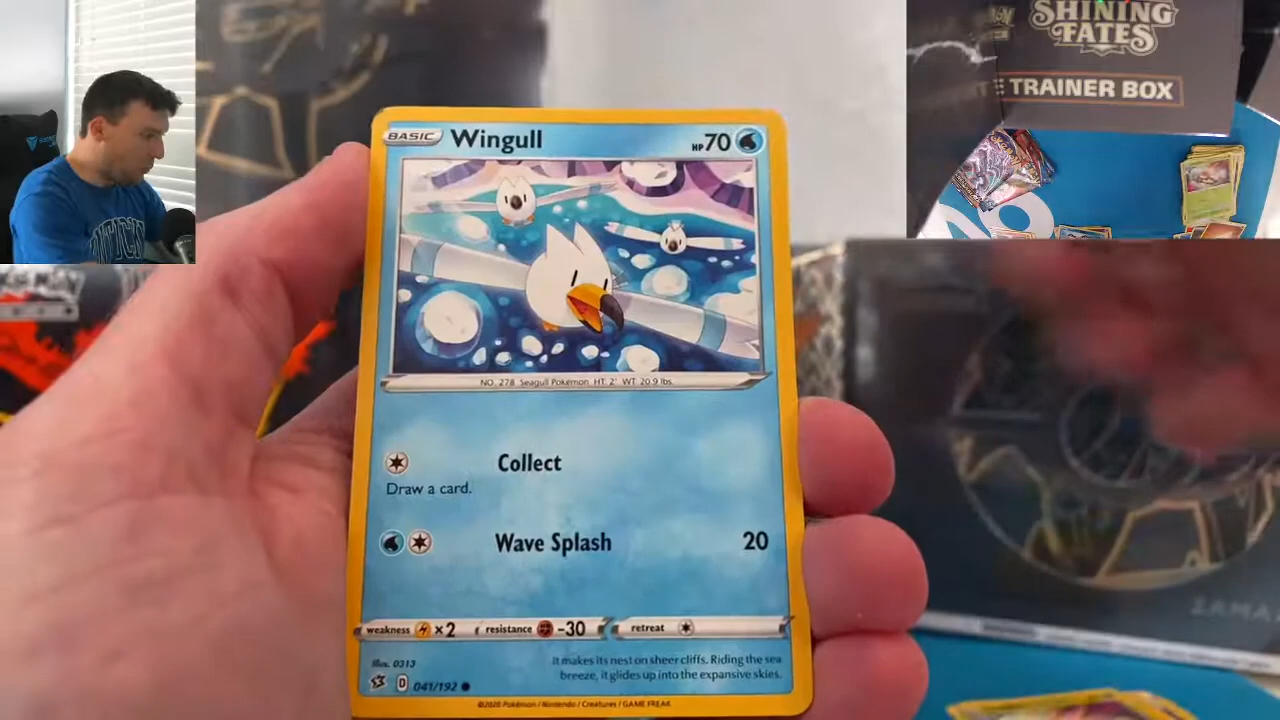 SHINING
FATES
E TRAINER BOX
BASIC Wingull HP 70
NO. 278 Seagull Pokémon HT: 2' WT: 20.9 lbs.
Collect
Draw a card.
Wave Splash 20
weakness ×2 resistance -30 retreat
Illus. 0313
It makes its nest on sheer cliffs. Riding the sea
breeze, it glides up into the expansive skies.
D 041/192
©2020 Pokémon / Nintendo / Creatures / GAME FREAK